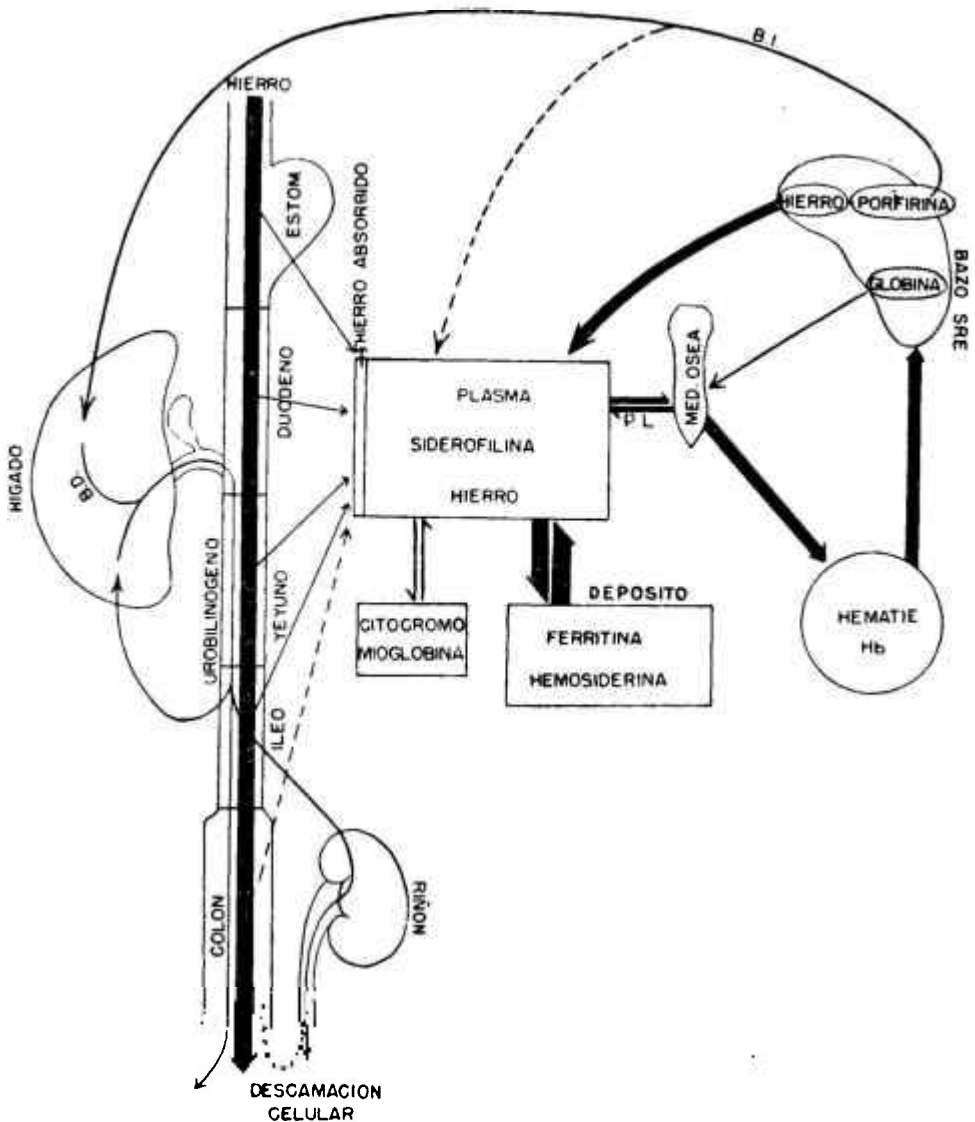 B I
HIERRO
ESTOM.
HIERRO ABSORBIDO
HIERRO
PORFIRINA
GLOBINA
BAZO SRE
DUODENO
PLASMA
SIDEROFILINA
HIERRO
P L
MED. OSEA
HIGADO
B.D.
UROBILINOGENO
YEYUNO
CITOCROMO
MIOGLOBINA
DEPOSITO
FERRITINA
HEMOSIDERINA
HEMATIE
Hb
ILEO
COLON
RIÑON
DESCAMACION
CELULAR